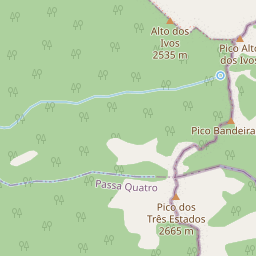 Alto dos
Ivos
2535 m
Pico Alto
dos Ivos
Pico Bandeira
Passa Quatro
Pico dos
Três Estados
2665 m